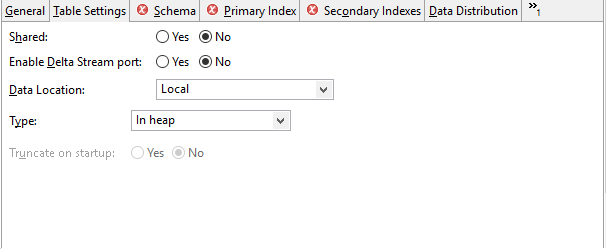 General Table Settings Schema Primary Index Secondary Indexes Data Distribution »1
Shared: Yes No
Enable Delta Stream port: Yes No
Data Location: Local
Type: In heap
Truncate on startup: Yes No